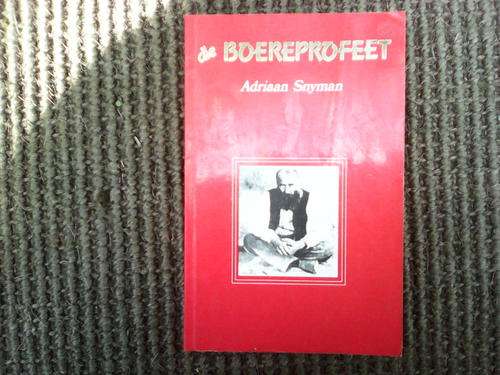 die BOEREPROFEET
Adriaan Snyman